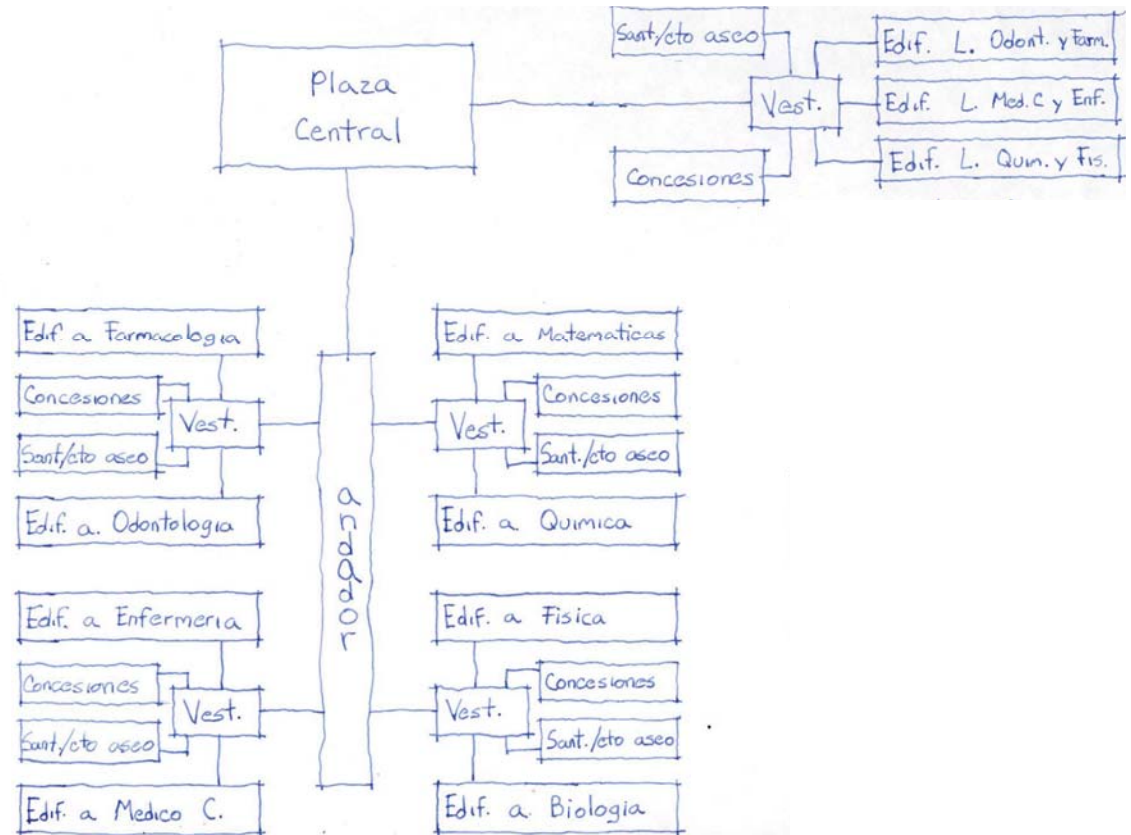 Plaza
Central
Sant./cto aseo
Vest.
Concesiones
Edif. L. Odont. y Farm.
Edif. L. Med. C y Enf.
Edif. L. Quim. y Fis.
Edif. a Farmacologia
Concesiones
Vest.
Sant/cto aseo
Edif. a. Odontologia
Edif. a Matematicas
Concesiones
Vest.
Sant./cto aseo
Edif. a Quimica
andador
Edif. a Enfermeria
Concesiones
Vest.
Sant./cto aseo
Edif. a Medico C.
Edif. a Fisica
Concesiones
Vest.
Sant./cto aseo
Edif. a Biologia